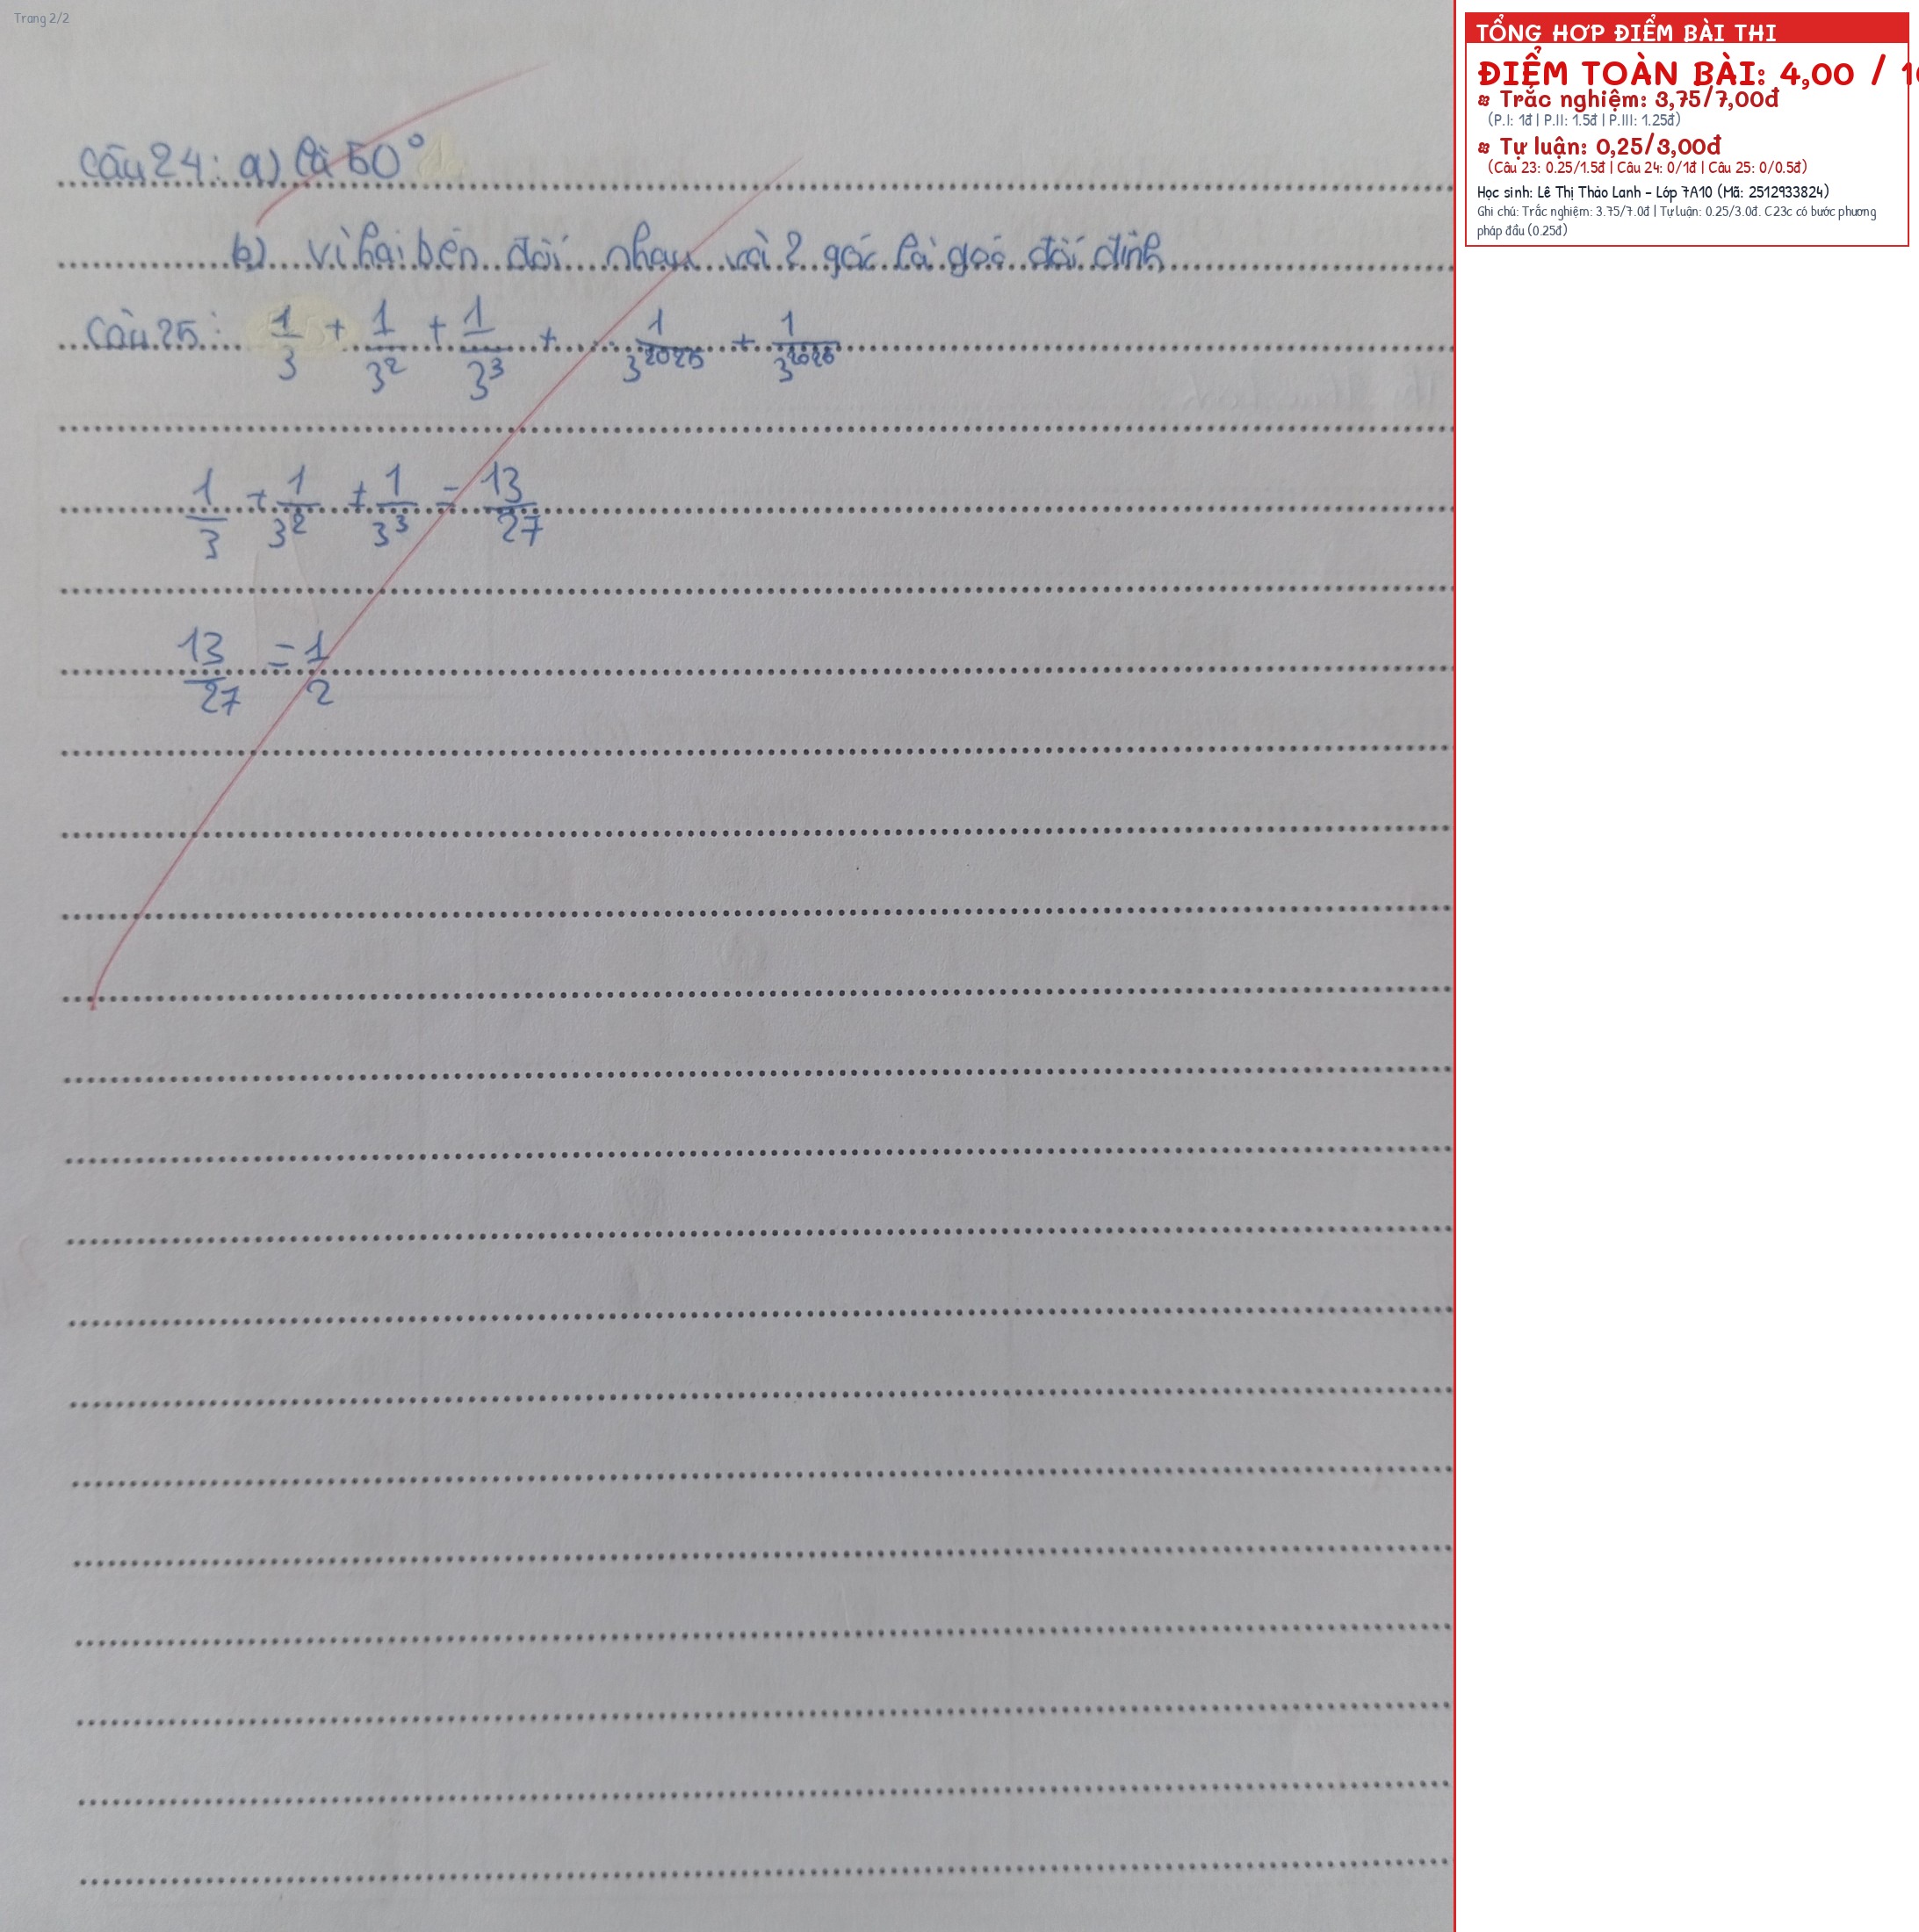 Trang 2/2
Câu 24: a) là 50°
b) vì hai bên đối nhau và 2 góc là góc đối đỉnh
Câu 25: 1/3 + 1/3² + 1/3³ + ... 1/3²⁰²⁵ + 1/3²⁰²⁶
1/3 + 1/3² + 1/3³ = 13/27
13/27 = 1/2
TỔNG HỢP ĐIỂM BÀI THI
ĐIỂM TOÀN BÀI: 4,00 / 1
Trắc nghiệm: 3,75/7,00đ
(P.I: 1đ | P.II: 1.5đ | P.III: 1.25đ)
Tự luận: 0,25/3,00đ
(Câu 23: 0.25/1.5đ | Câu 24: 0/1đ | Câu 25: 0/0.5đ)
Học sinh: Lê Thị Thảo Lanh - Lớp 7A10 (Mã: 2512933824)
Ghi chú: Trắc nghiệm: 3.75/7.0đ | Tự luận: 0.25/3.0đ. C23c có bước phương
pháp đầu (0.25đ)